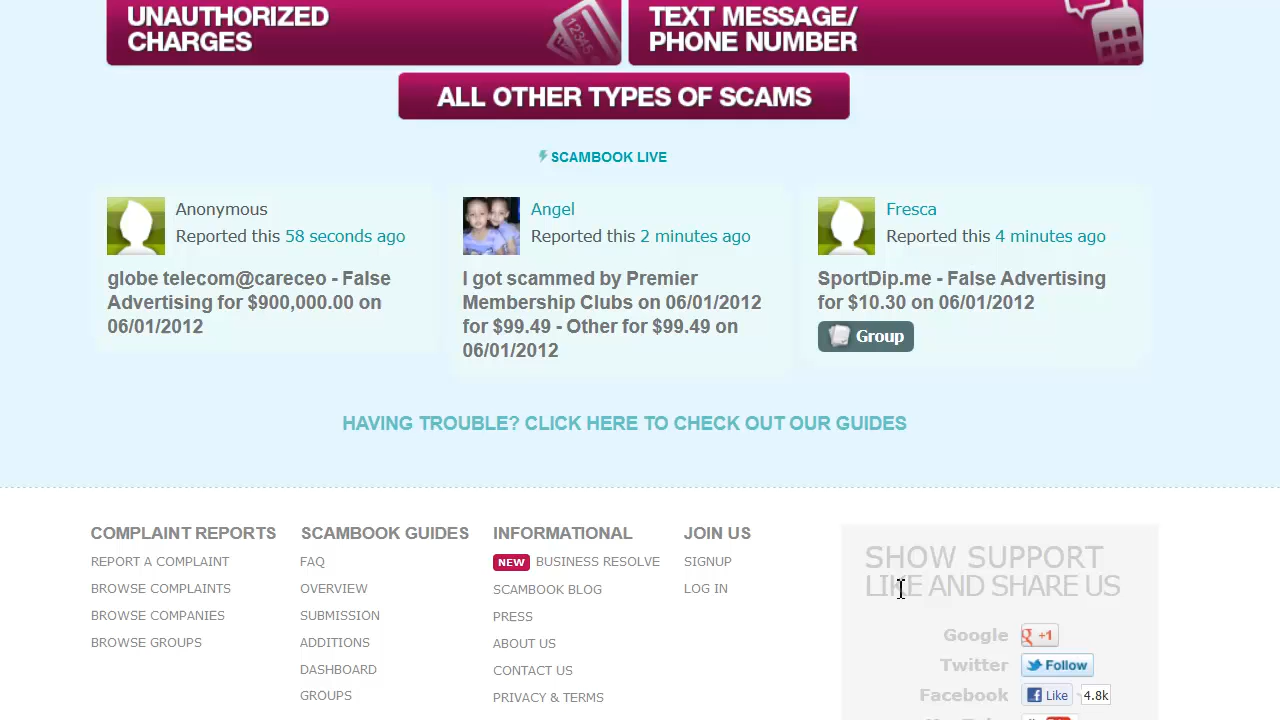 UNAUTHORIZED
CHARGES
TEXT MESSAGE/
PHONE NUMBER
ALL OTHER TYPES OF SCAMS
SCAMBOOK LIVE
Anonymous
Reported this 58 seconds ago
globe telecom@careceo - False
Advertising for $900,000.00 on
06/01/2012
Angel
Reported this 2 minutes ago
I got scammed by Premier
Membership Clubs on 06/01/2012
for $99.49 - Other for $99.49 on
06/01/2012
Fresca
Reported this 4 minutes ago
SportDip.me - False Advertising
for $10.30 on 06/01/2012
Group
HAVING TROUBLE? CLICK HERE TO CHECK OUT OUR GUIDES
COMPLAINT REPORTS
REPORT A COMPLAINT
BROWSE COMPLAINTS
BROWSE COMPANIES
BROWSE GROUPS
SCAMBOOK GUIDES
FAQ
OVERVIEW
SUBMISSION
ADDITIONS
DASHBOARD
GROUPS
INFORMATIONAL
NEW BUSINESS RESOLVE
SCAMBOOK BLOG
PRESS
ABOUT US
CONTACT US
PRIVACY & TERMS
JOIN US
SIGNUP
LOG IN
SHOW SUPPORT
LIKE AND SHARE US
Google +1
Twitter Follow
Facebook Like 4.8k